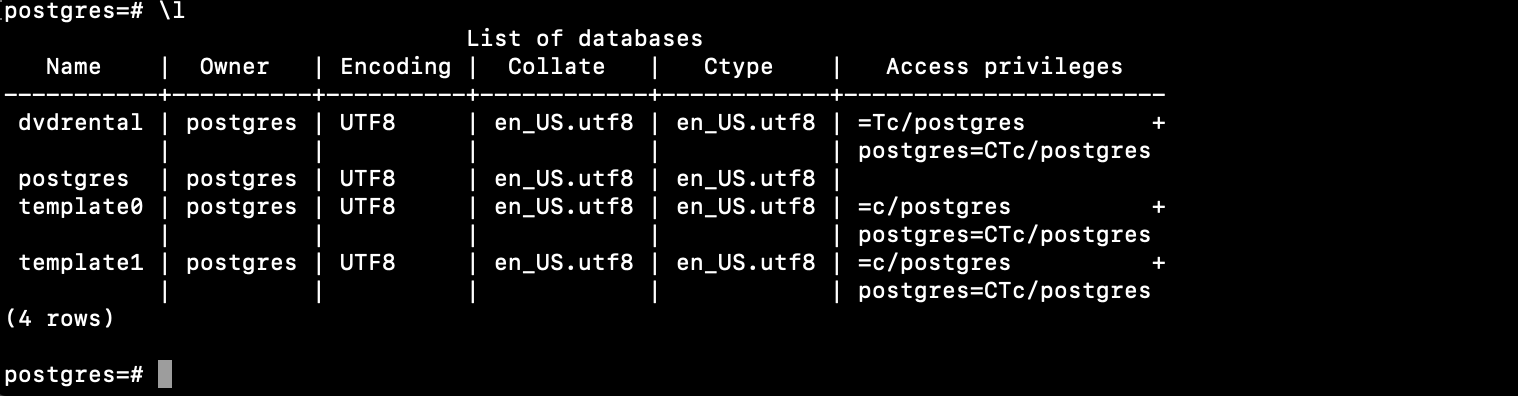 postgres=# \l
                                 List of databases
   Name    |  Owner   | Encoding |  Collate   |   Ctype    |   Access privileges
-----------+----------+----------+------------+------------+-----------------------
 dvdrental | postgres | UTF8     | en_US.utf8 | en_US.utf8 | =Tc/postgres         +
           |          |          |            |            | postgres=CTc/postgres
 postgres  | postgres | UTF8     | en_US.utf8 | en_US.utf8 |
 template0 | postgres | UTF8     | en_US.utf8 | en_US.utf8 | =c/postgres          +
           |          |          |            |            | postgres=CTc/postgres
 template1 | postgres | UTF8     | en_US.utf8 | en_US.utf8 | =c/postgres          +
           |          |          |            |            | postgres=CTc/postgres
(4 rows)

postgres=#